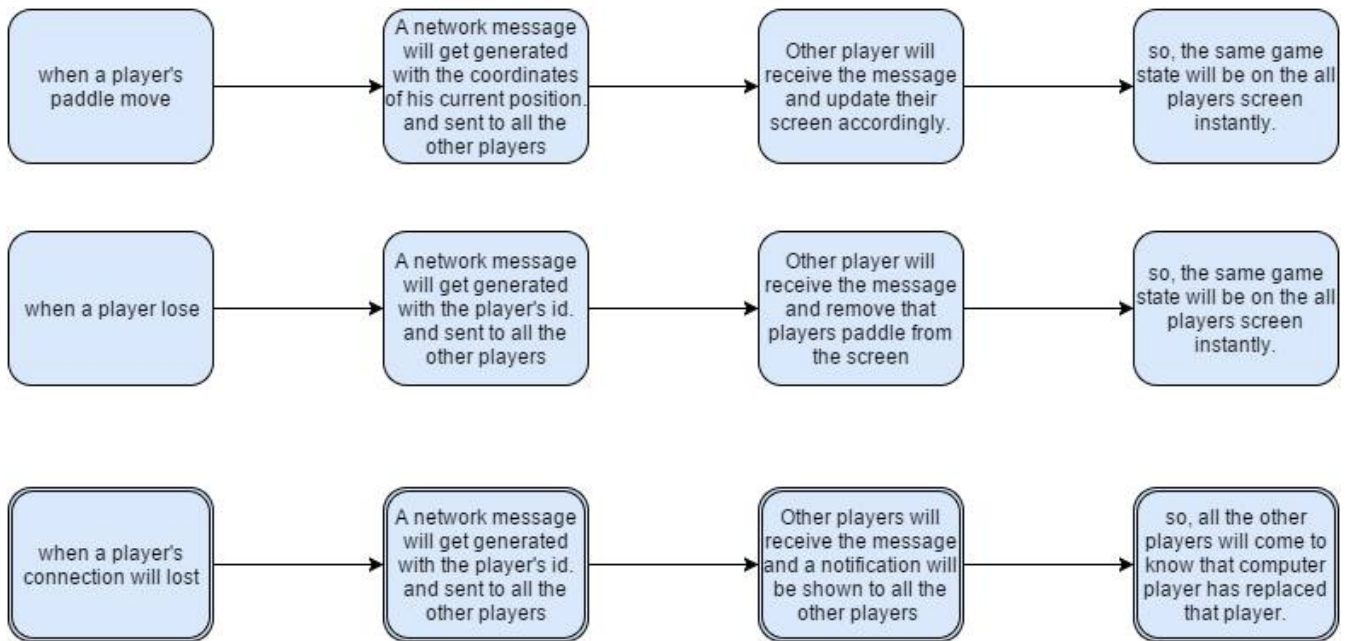 when a player's
paddle move
A network message
will get generated
with the coordinates
of his current position.
and sent to all the
other players
Other player will
receive the message
and update their
screen accordingly.
so, the same game
state will be on the all
players screen
instantly.
when a player lose
A network message
will get generated
with the player's id.
and sent to all the
other players
Other player will
receive the message
and remove that
players paddle from
the screen
so, the same game
state will be on the all
players screen
instantly.
when a player's
connection will lost
A network message
will get generated
with the player's id.
and sent to all the
other players
Other players will
receive the message
and a notification will
be shown to all the
other players
so, all the other
players will come to
know that computer
player has replaced
that player.